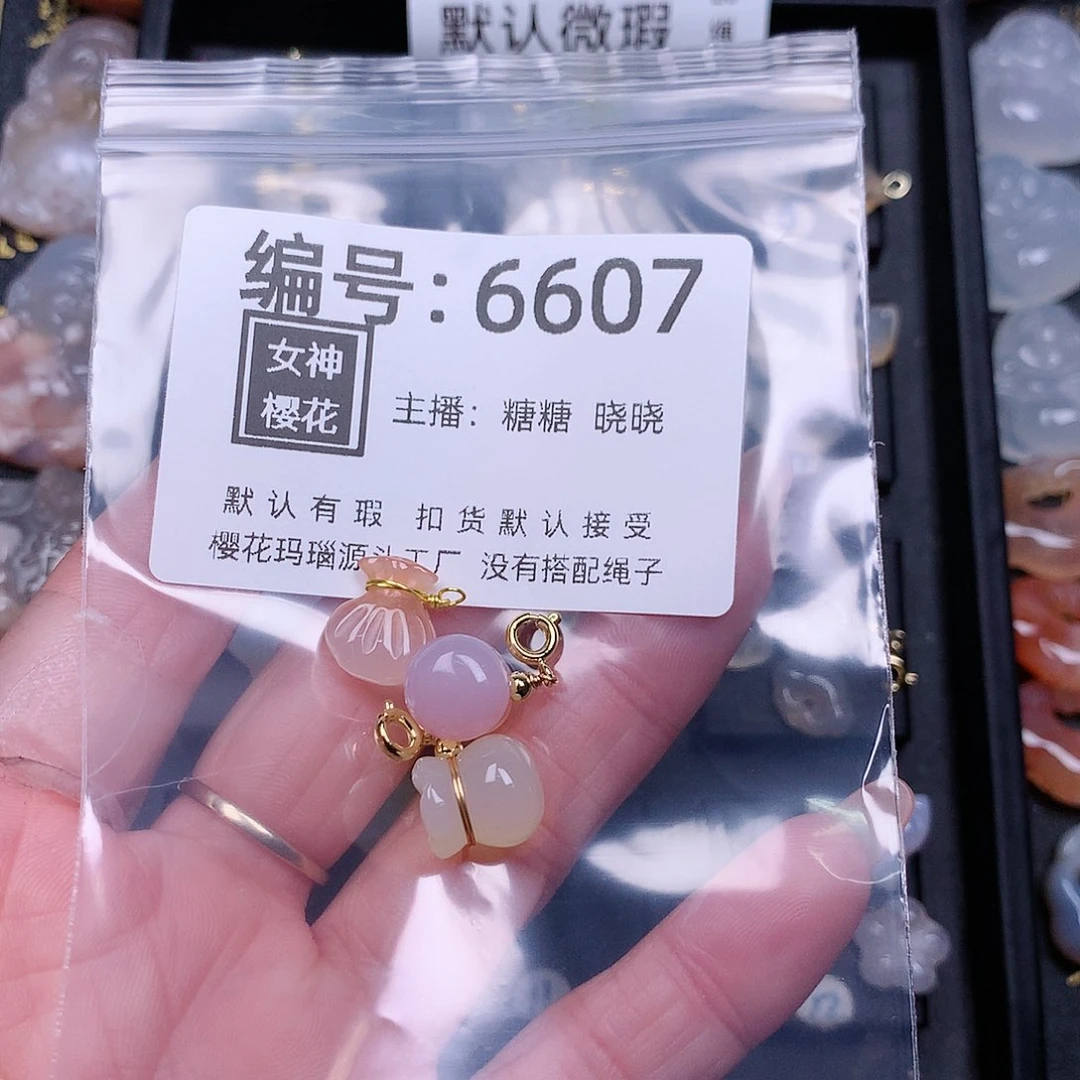 默认微瑕
编号:6607
女神
樱花
主播: 糖糖 晓晓
默认有瑕 扣货默认接受
樱花玛瑙源头工厂 没有搭配绳子